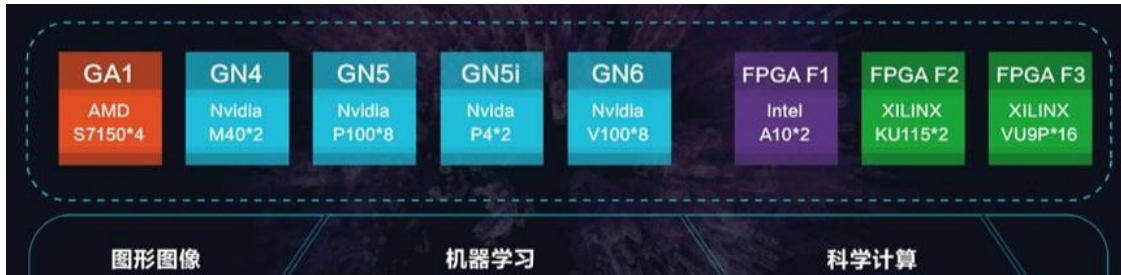 GA1 GN4 GN5 GN5i GN6 FPGA F1 FPGA F2 FPGA F3
AMD Nvidia Nvidia Nvida Nvidia Intel XILINX XILINX
S7150*4 M40*2 P100*8 P4*2 V100*8 A10*2 KU115*2 VU9P*16
图形图像 机器学习 科学计算